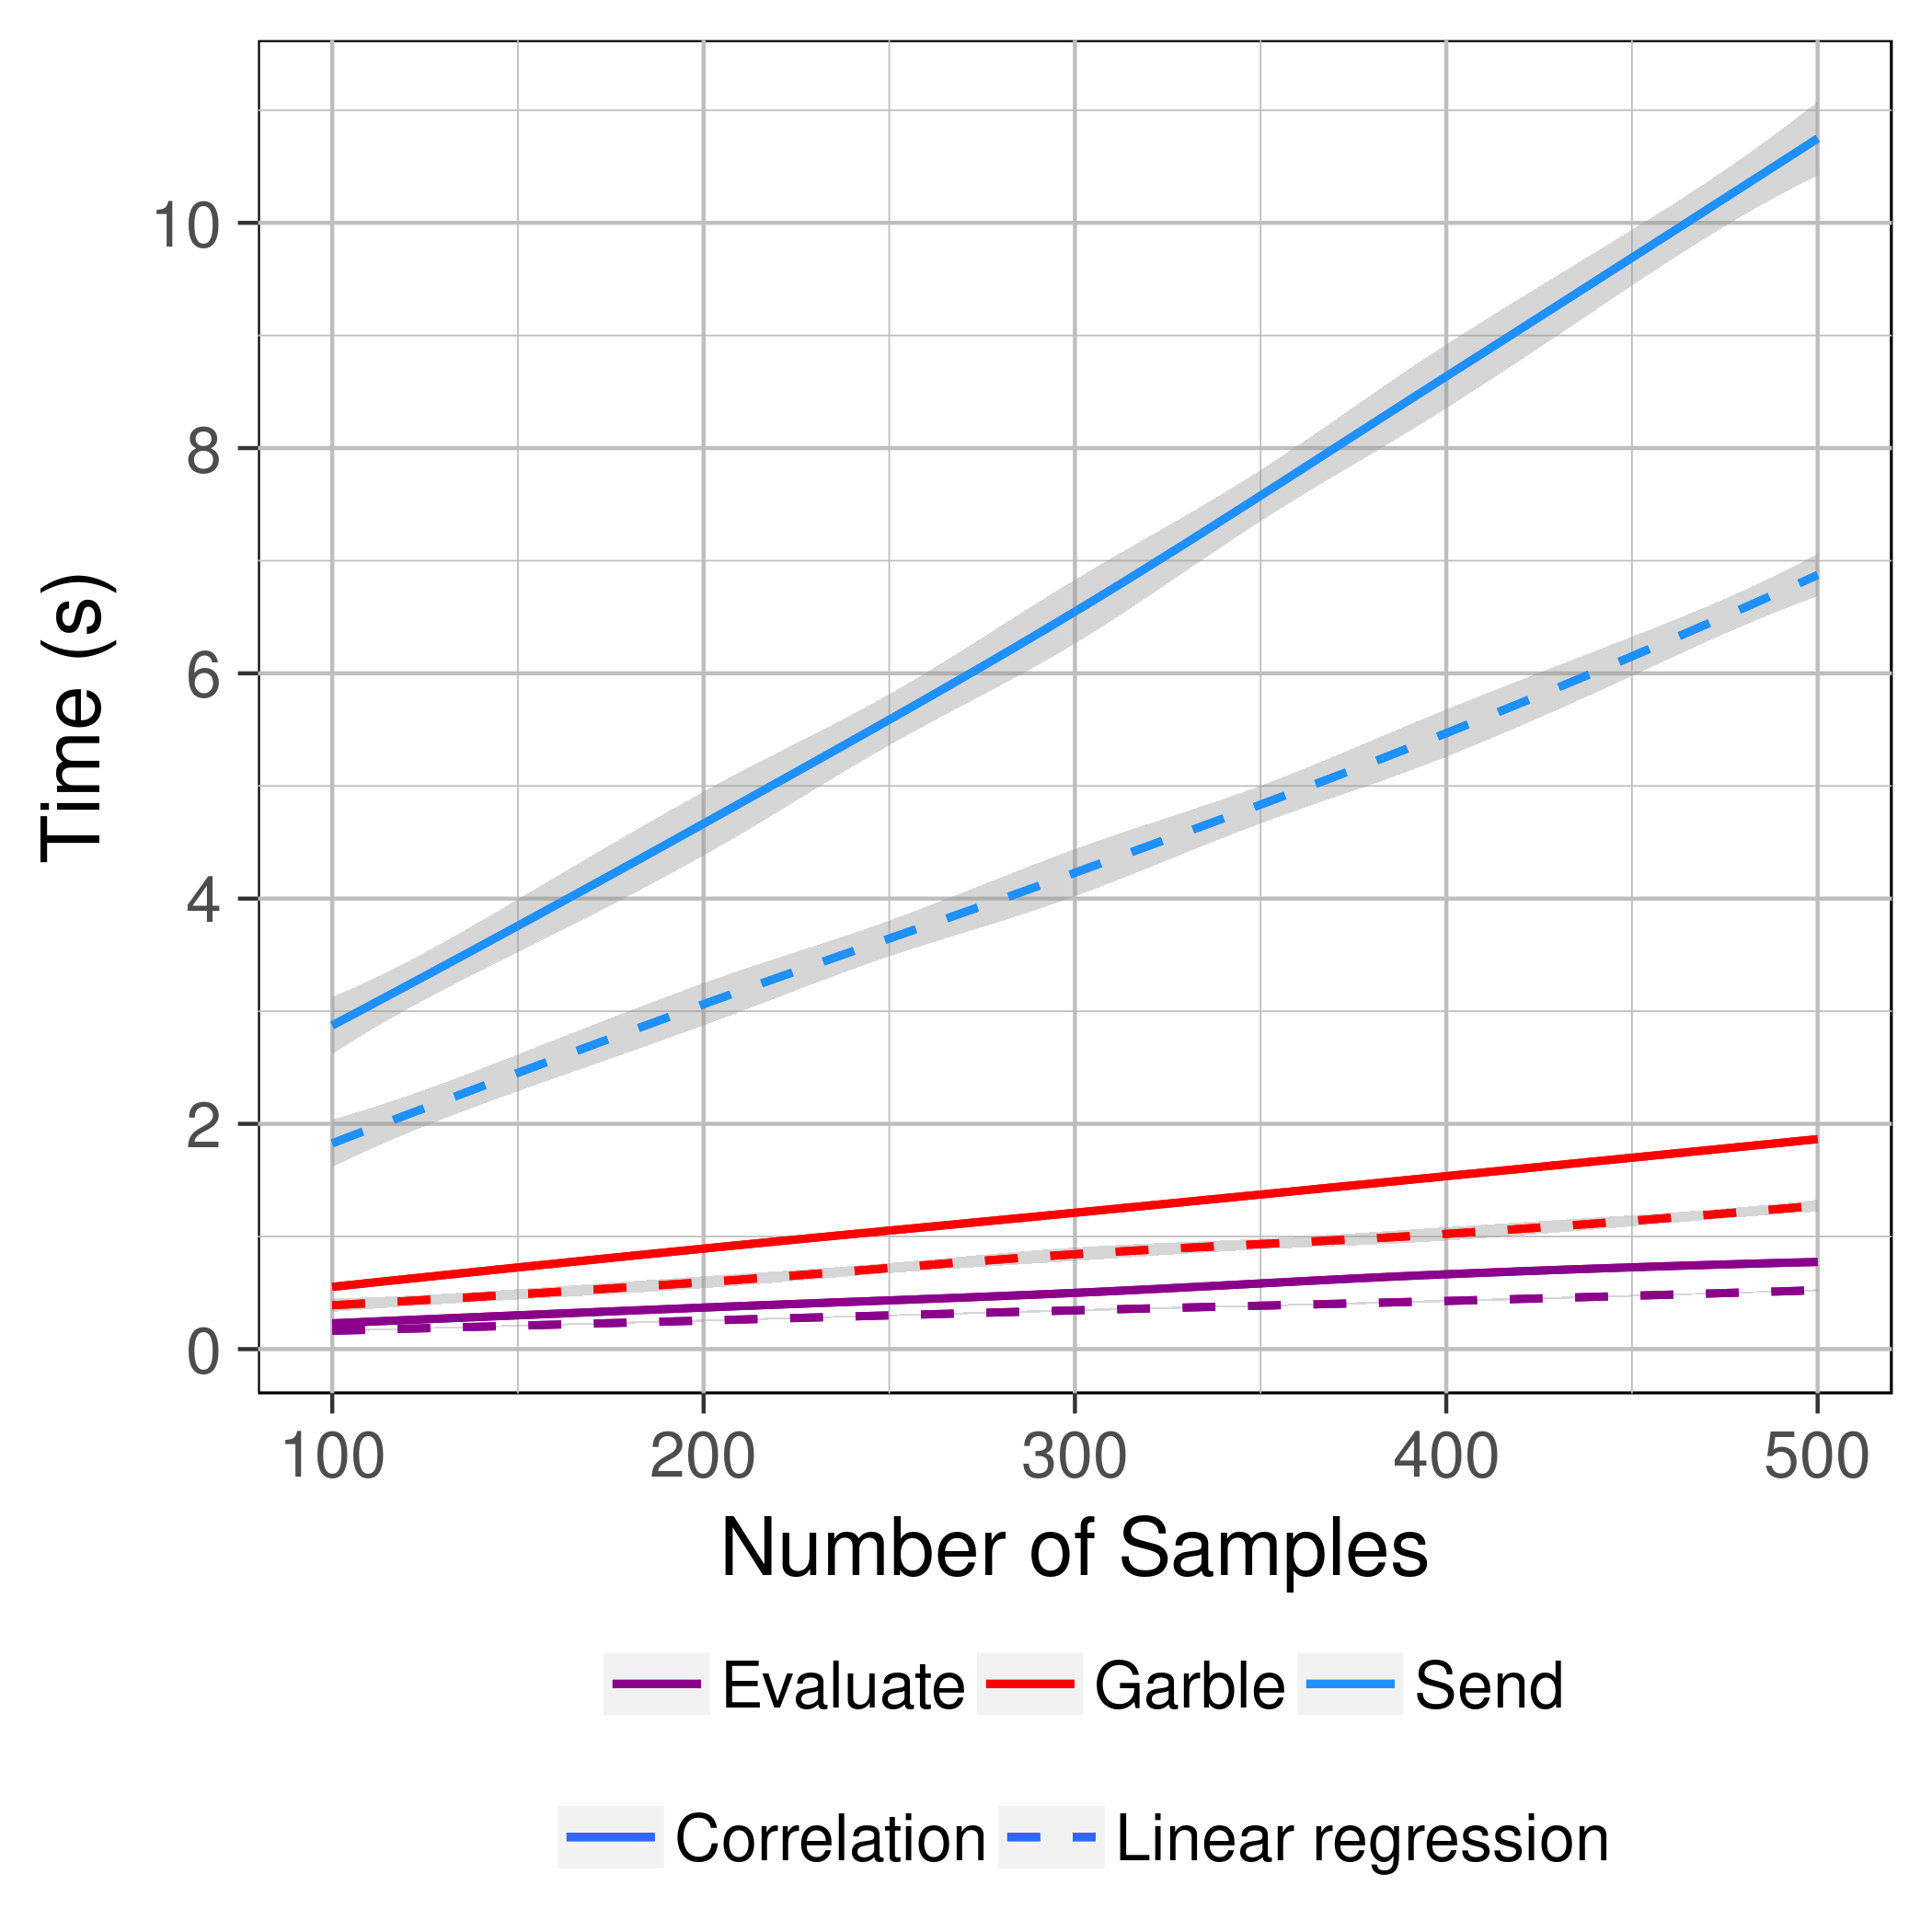 Time (s)
10
8
6
4
2
0
100 200 300 400 500
Number of Samples
Evaluate Garble Send
Correlation Linear regression